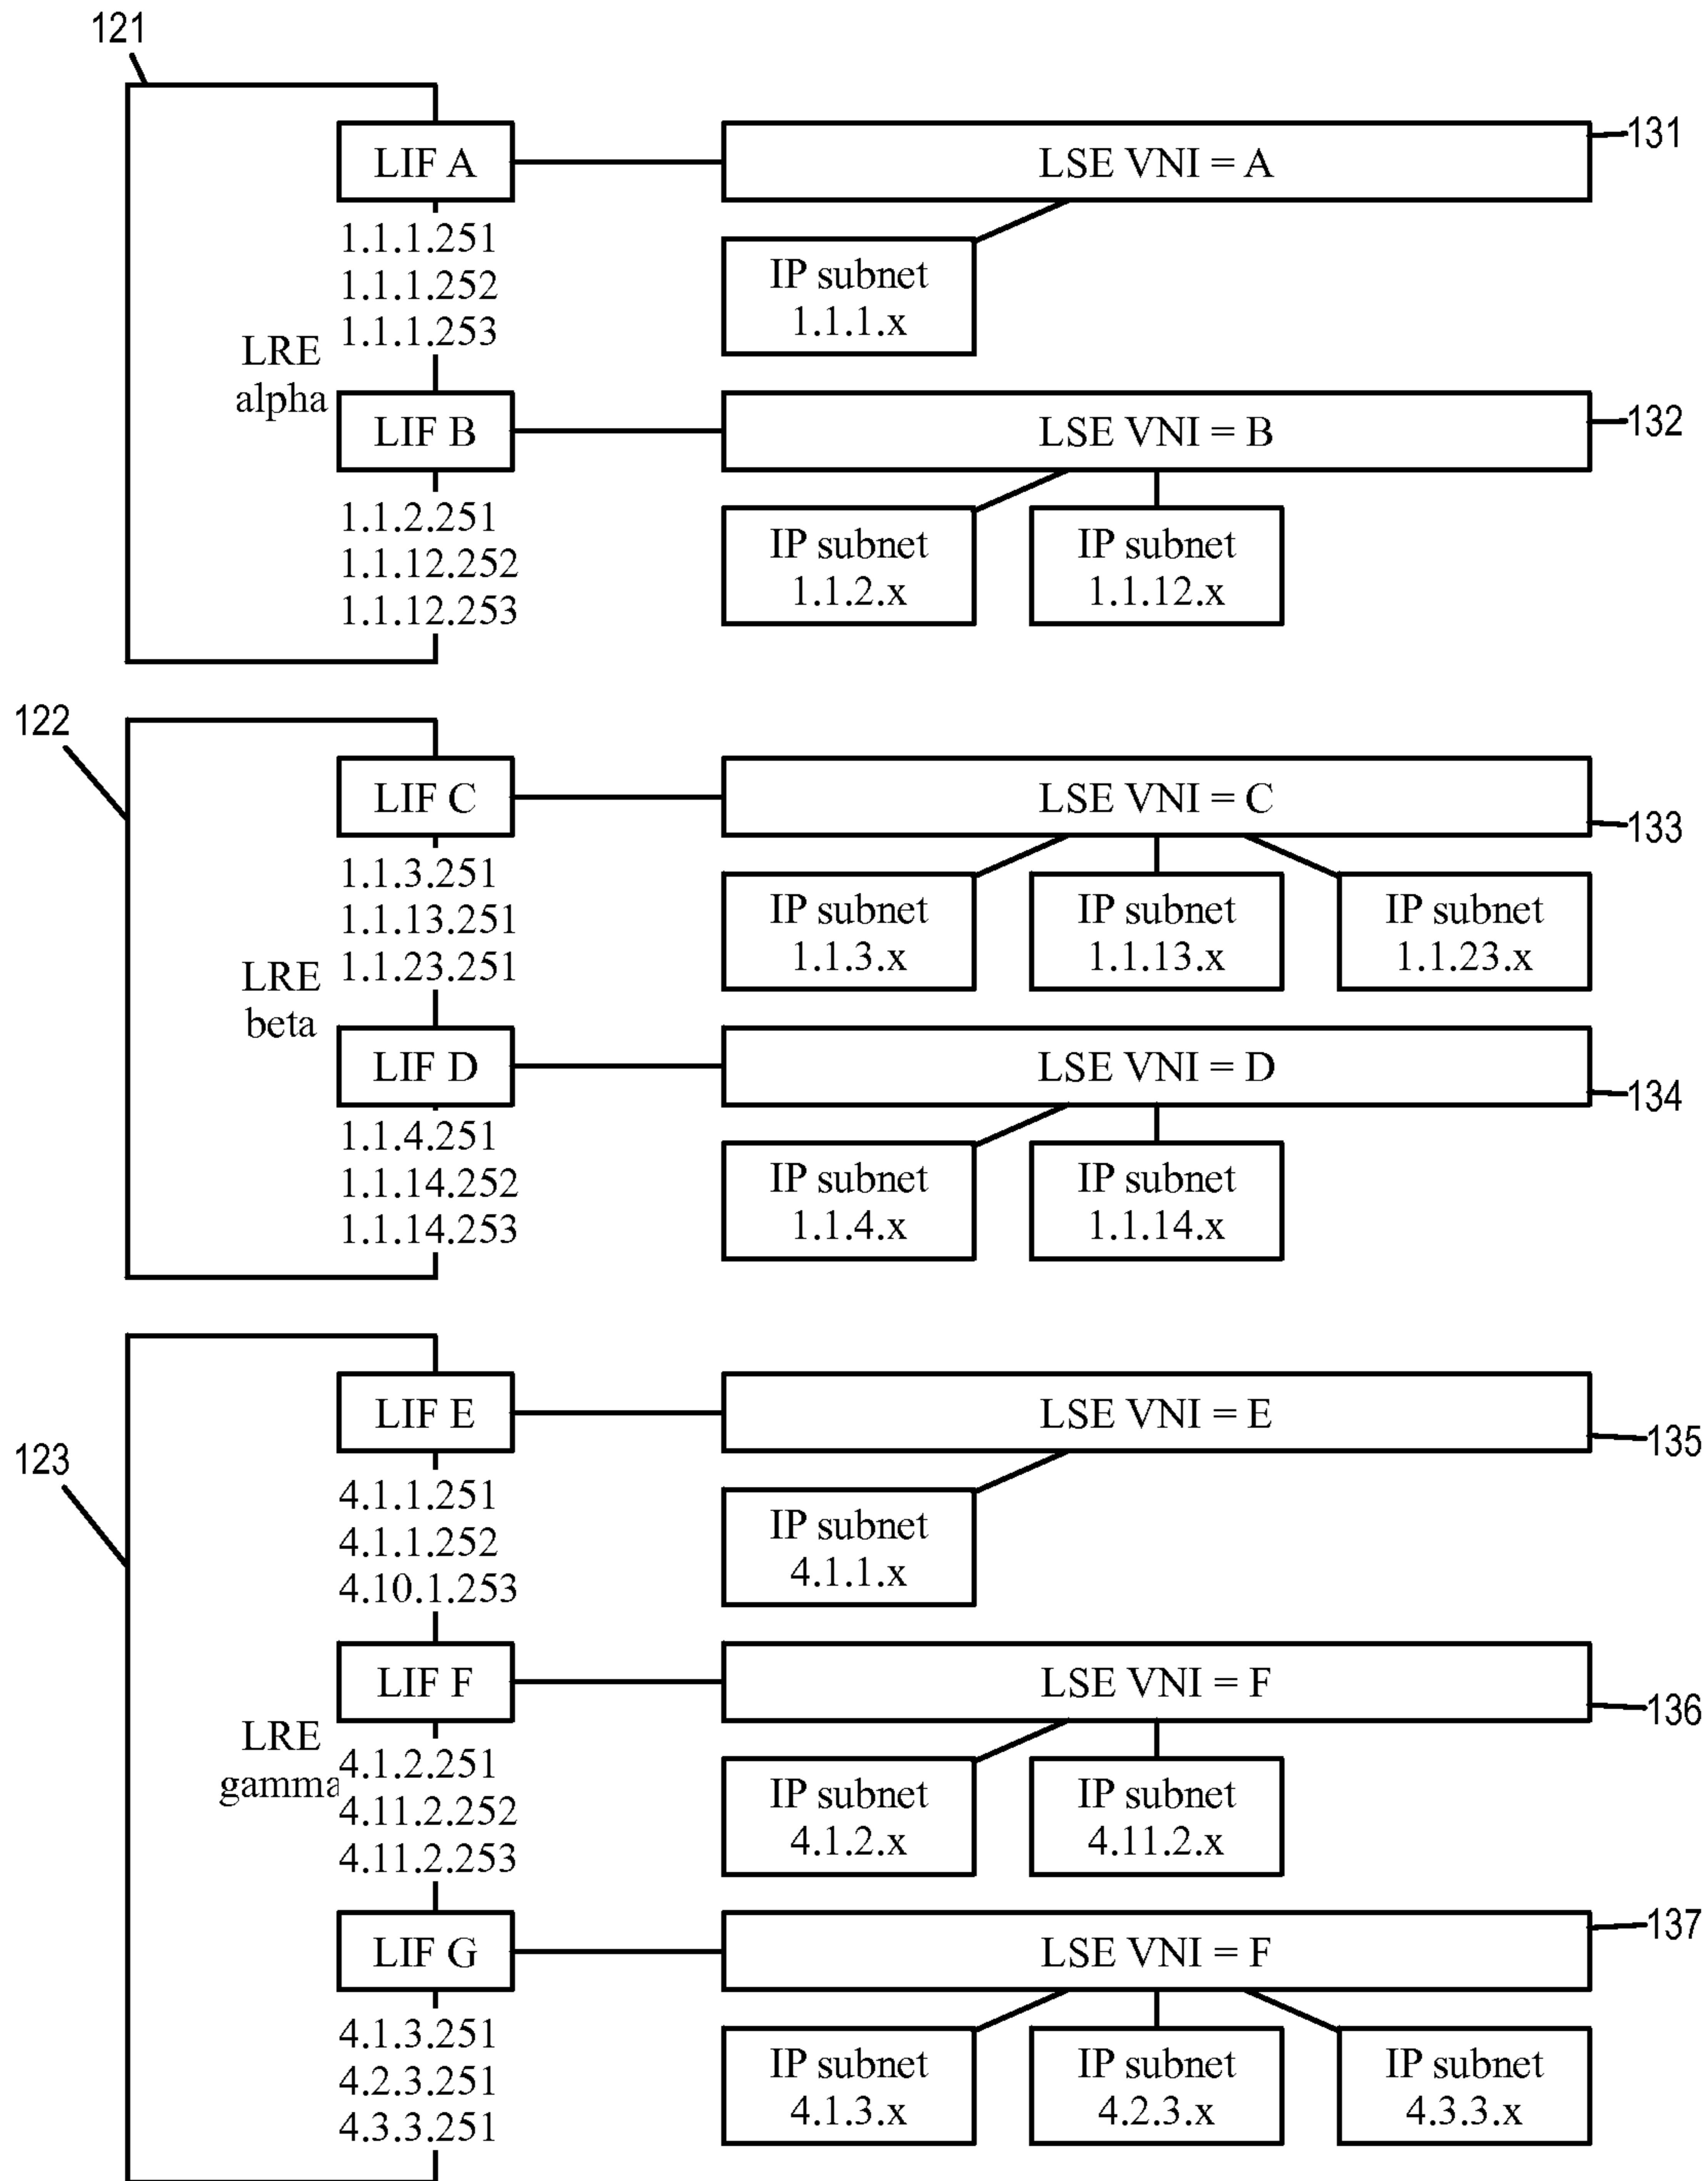 121
LIF A
LSE VNI = A
131
1.1.1.251
1.1.1.252
1.1.1.253
IP subnet
1.1.1.x
LRE
alpha
LIF B
LSE VNI = B
132
1.1.2.251
1.1.12.252
1.1.12.253
IP subnet
1.1.2.x
IP subnet
1.1.12.x
122
LIF C
LSE VNI = C
133
1.1.3.251
1.1.13.251
1.1.23.251
IP subnet
1.1.3.x
IP subnet
1.1.13.x
IP subnet
1.1.23.x
LRE
beta
LIF D
LSE VNI = D
134
1.1.4.251
1.1.14.252
1.1.14.253
IP subnet
1.1.4.x
IP subnet
1.1.14.x
123
LIF E
LSE VNI = E
135
4.1.1.251
4.1.1.252
4.10.1.253
IP subnet
4.1.1.x
LIF F
LSE VNI = F
136
LRE
gamma
4.1.2.251
4.11.2.252
4.11.2.253
IP subnet
4.1.2.x
IP subnet
4.11.2.x
LIF G
LSE VNI = F
137
4.1.3.251
4.2.3.251
4.3.3.251
IP subnet
4.1.3.x
IP subnet
4.2.3.x
IP subnet
4.3.3.x